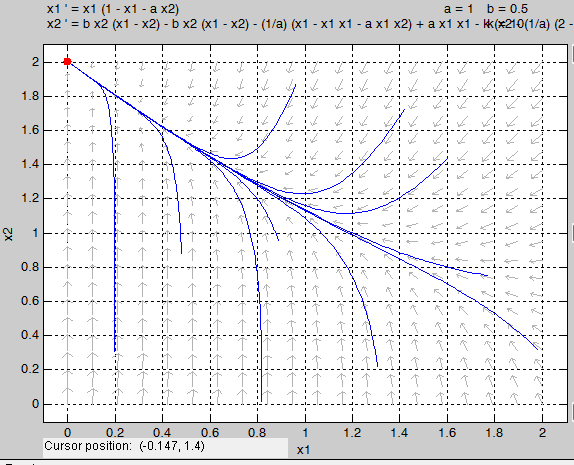 x1 ' = x1 (1 - x1 - a x2)
a = 1 b = 0.5
x2 ' = b x2 (x1 - x2) - b x2 (x1 - x2) - (1/a) (x1 - x1 x1 - a x1 x2) + a x1 x1 - (1/a) (2 -
2
1.8
1.6
1.4
1.2
1
0.8
0.6
0.4
0.2
0
x2
0 0.2 0.4 0.6 0.8 1 1.2 1.4 1.6 1.8 2
Cursor position: (-0.147, 1.4)
x1